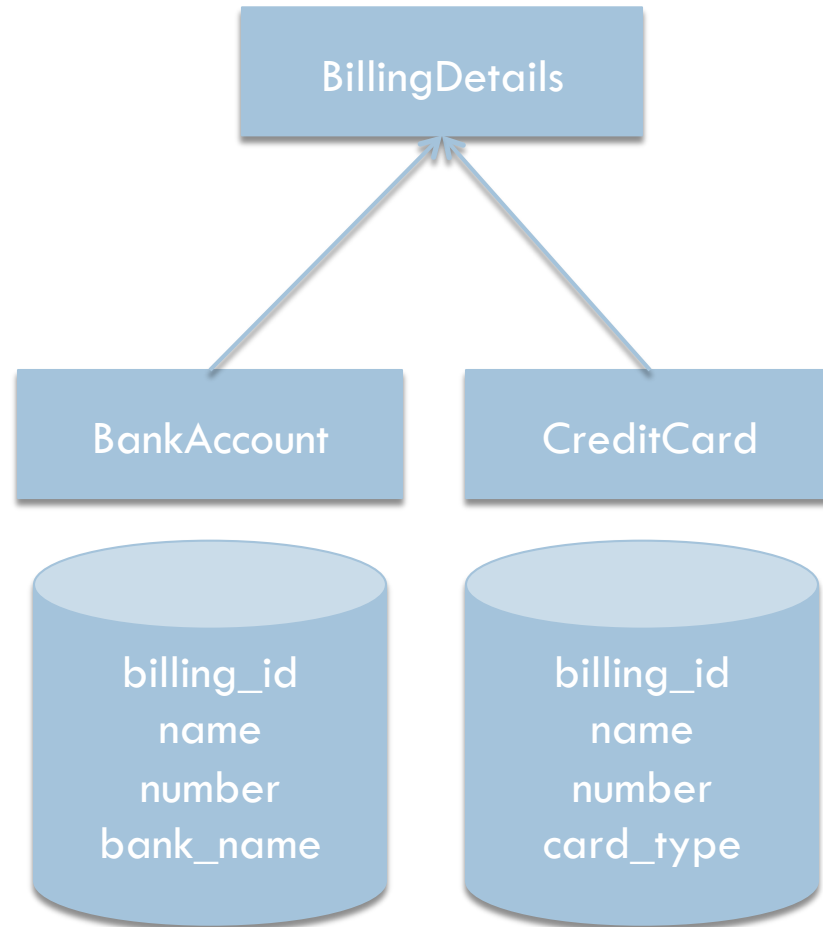 BillingDetails
BankAccount
CreditCard
billing_id
name
number
bank_name
billing_id
name
number
card_type